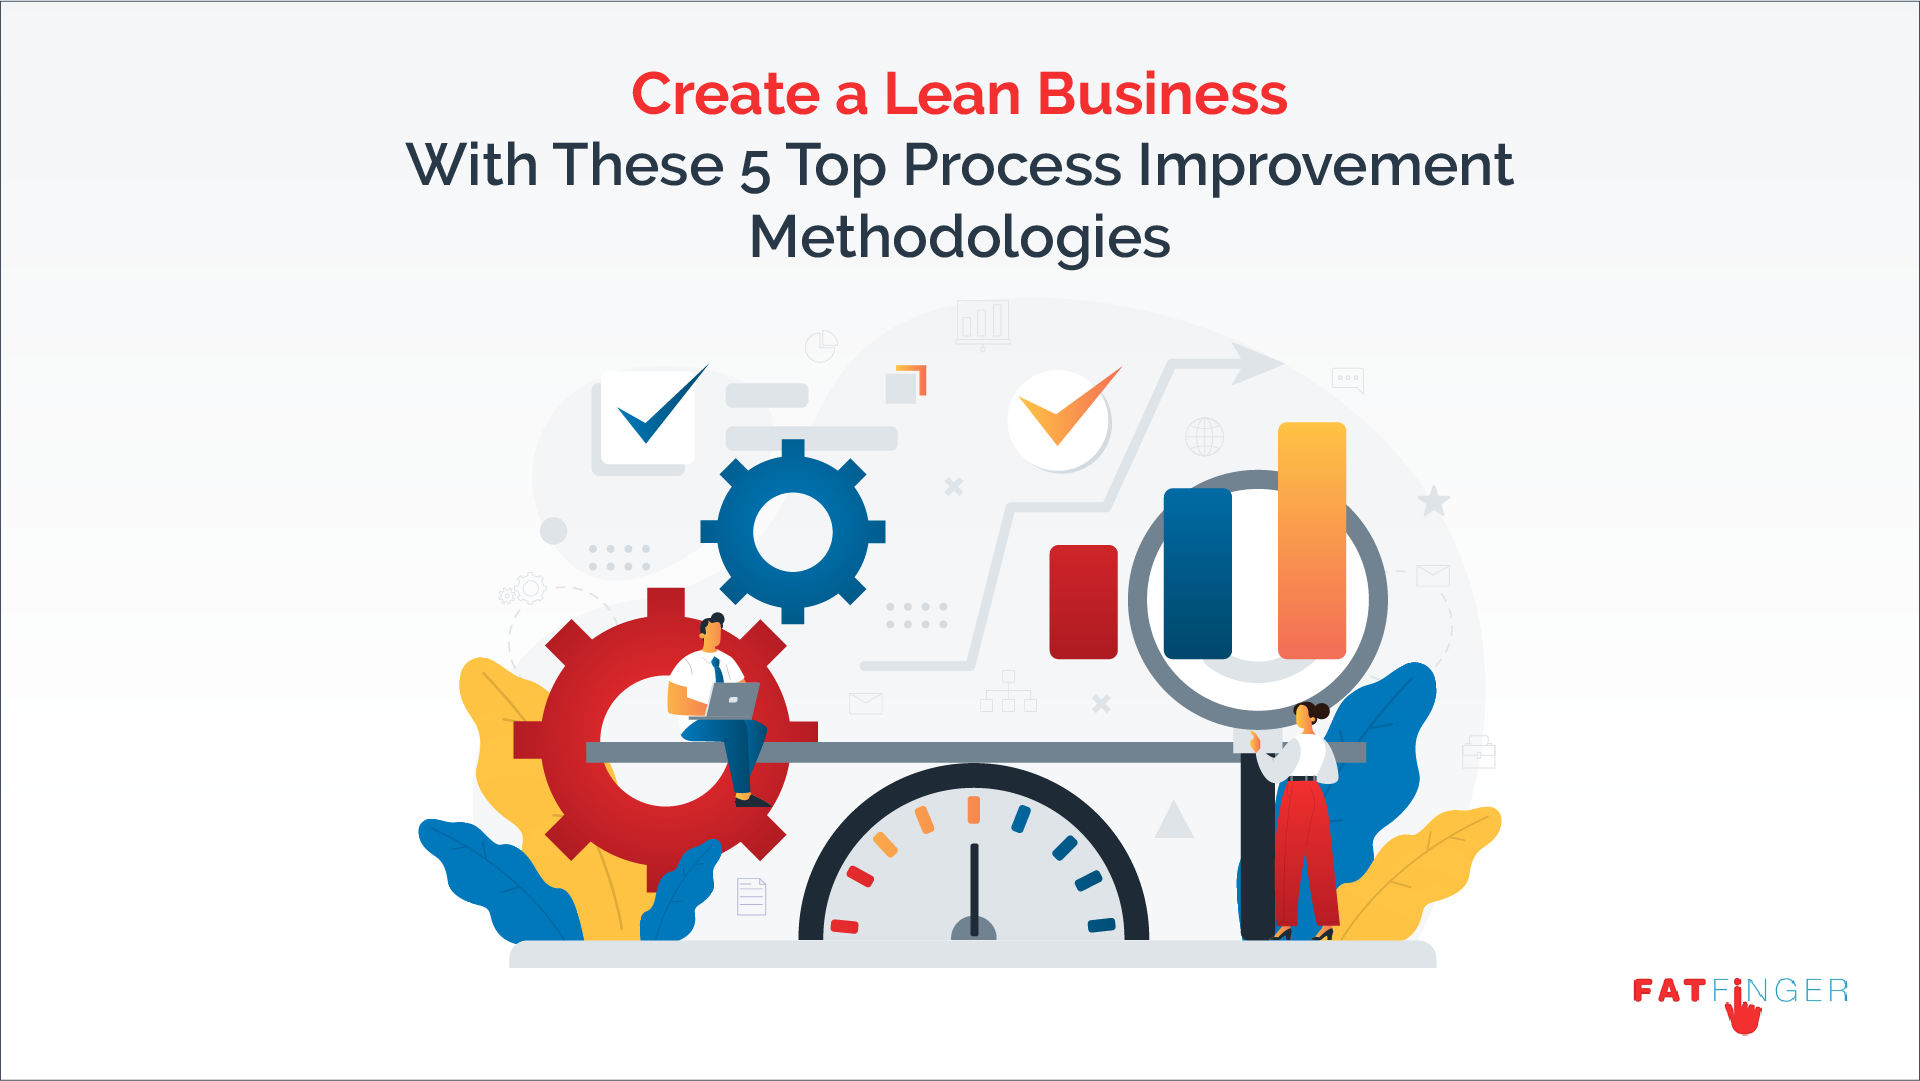 Create a Lean Business
With These 5 Top Process Improvement
Methodologies
FATFiNGER